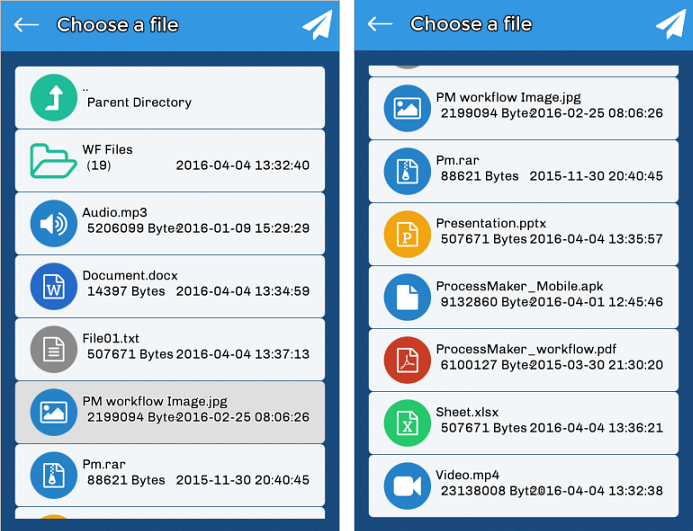 Choose a file
..
Parent Directory
WF Files
(19) 2016-04-04 13:32:40
Audio.mp3
5206099 Bytes 2016-01-09 15:29:29
Document.docx
14397 Bytes 2016-04-04 13:34:59
File01.txt
507671 Bytes 2016-04-04 13:37:13
PM workflow Image.jpg
2199094 Bytes 2016-02-25 08:06:26
Pm.rar
88621 Bytes 2015-11-30 20:40:45
Choose a file
PM workflow Image.jpg
2199094 Bytes 2016-02-25 08:06:26
Pm.rar
88621 Bytes 2015-11-30 20:40:45
Presentation.pptx
507671 Bytes 2016-04-04 13:35:57
ProcessMaker_Mobile.apk
9132860 Bytes 2016-04-01 12:45:46
ProcessMaker_workflow.pdf
6100127 Bytes 2015-03-30 21:30:20
Sheet.xlsx
507671 Bytes 2016-04-04 13:36:21
Video.mp4
23138008 Bytes 2016-04-04 13:32:38